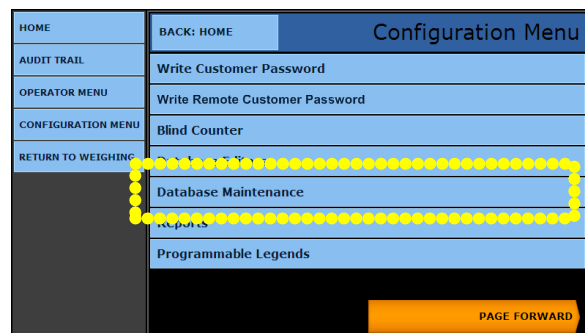 HOME
BACK: HOME
Configuration Menu
AUDIT TRAIL
Write Customer Password
OPERATOR MENU
Write Remote Customer Password
CONFIGURATION MENU
Blind Counter
RETURN TO WEIGHING
Database Maintenance
Reports
Programmable Legends
PAGE FORWARD